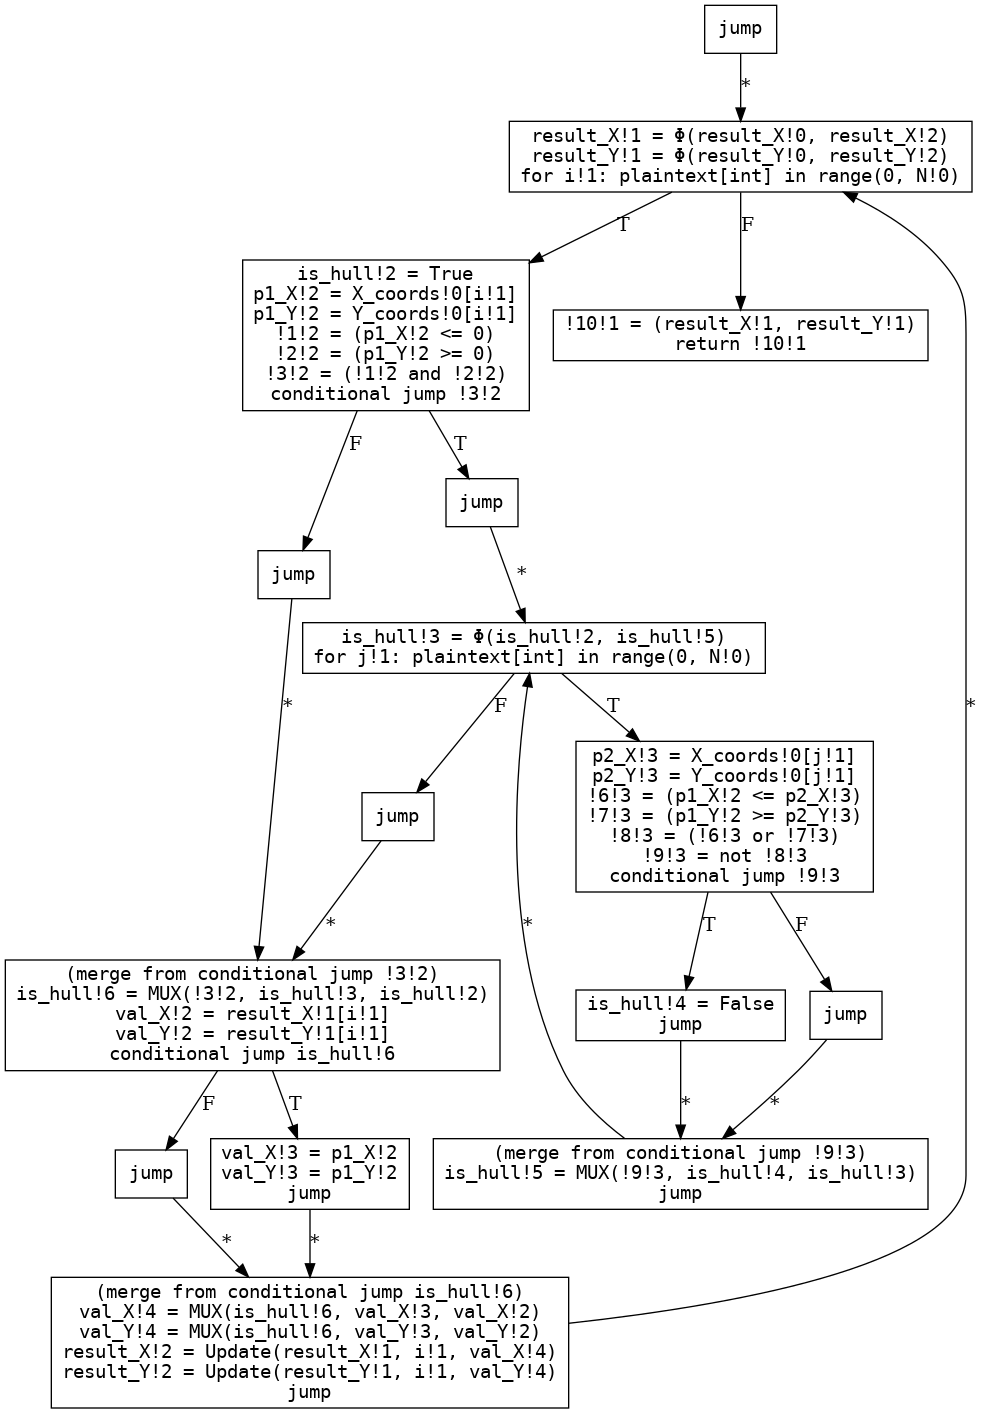 jump
*
result_X!1 = Φ(result_X!0, result_X!2)
result_Y!1 = Φ(result_Y!0, result_Y!2)
for i!1: plaintext[int] in range(0, N!0)
T
F
is_hull!2 = True
p1_X!2 = X_coords!0[i!1]
p1_Y!2 = Y_coords!0[i!1]
!1!2 = (p1_X!2 <= 0)
!2!2 = (p1_Y!2 >= 0)
!3!2 = (!1!2 and !2!2)
conditional jump !3!2
!10!1 = (result_X!1, result_Y!1)
return !10!1
F
T
jump
jump
*
is_hull!3 = Φ(is_hull!2, is_hull!5)
for j!1: plaintext[int] in range(0, N!0)
*
F
T
*
p2_X!3 = X_coords!0[j!1]
p2_Y!3 = Y_coords!0[j!1]
!6!3 = (p1_X!2 <= p2_X!3)
!7!3 = (p1_Y!2 >= p2_Y!3)
!8!3 = (!6!3 or !7!3)
!9!3 = not !8!3
conditional jump !9!3
jump
*
*
T
F
(merge from conditional jump !3!2)
is_hull!6 = MUX(!3!2, is_hull!3, is_hull!2)
val_X!2 = result_X!1[i!1]
val_Y!2 = result_Y!1[i!1]
conditional jump is_hull!6
is_hull!4 = False
jump
jump
F
T
*
*
jump
val_X!3 = p1_X!2
val_Y!3 = p1_Y!2
jump
(merge from conditional jump !9!3)
is_hull!5 = MUX(!9!3, is_hull!4, is_hull!3)
jump
*
*
(merge from conditional jump is_hull!6)
val_X!4 = MUX(is_hull!6, val_X!3, val_X!2)
val_Y!4 = MUX(is_hull!6, val_Y!3, val_Y!2)
result_X!2 = Update(result_X!1, i!1, val_X!4)
result_Y!2 = Update(result_Y!1, i!1, val_Y!4)
jump